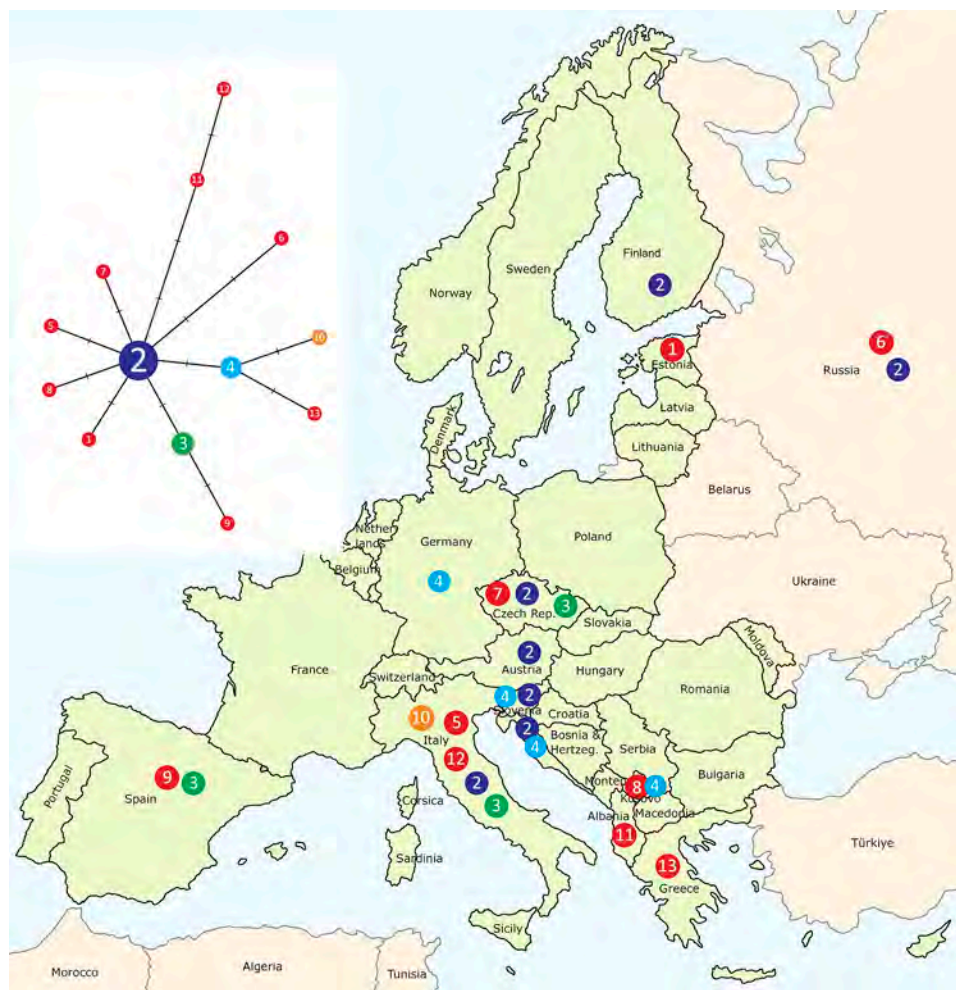 12
11
6
7
5
10
2
4
8
13
1
3
9
Finland
2
Sweden
Norway
1
Estonia
6
Russia
2
Latvia
Denmark
Lithuania
Belarus
Nether
lands
Germany
Poland
Belgium
4
Ukraine
7
2
3
Czech Rep.
Slovakia
2
Austria
Moldova
France
Switzerland
Hungary
Romania
4
2
Slovenia
10
5
Croatia
Italy
2
4
Bosnia &
Hertzeg.
Serbia
12
Portugal
9
3
Spain
2
Bulgaria
8
4
Kosovo
Corsica
3
Albania
Macedonia
11
Türkiye
Sardinia
13
Greece
Sicily
Morocco
Algeria
Tunisia